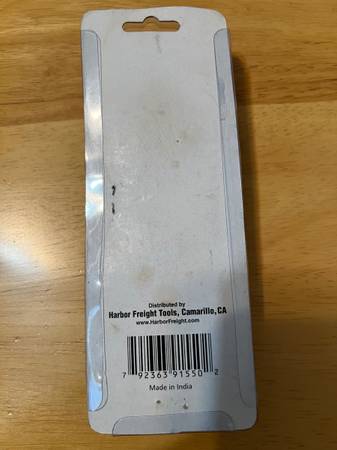 Distributed by
Harbor Freight Tools, Camarillo, CA
www.HarborFreight.com
7 92363 91550 2
Made in India